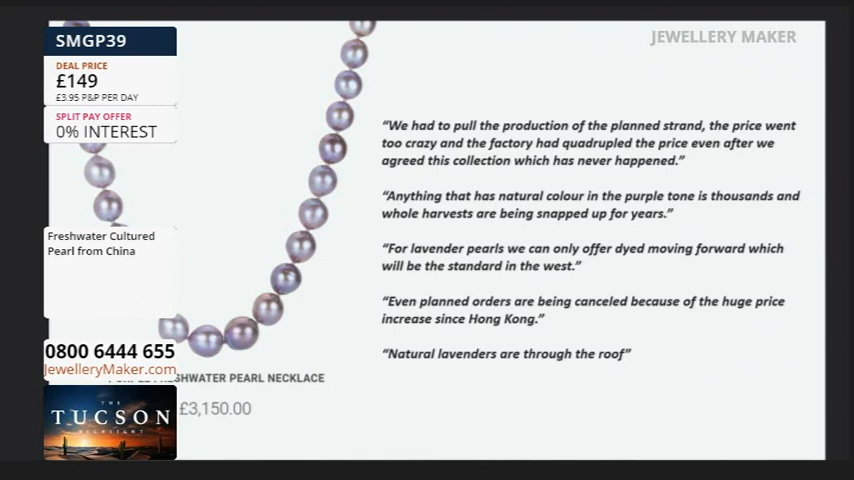 SMGP39
DEAL PRICE
£149
£3.95 P&P PER DAY
SPLIT PAY OFFER
0% INTEREST
Freshwater Cultured
Pearl from China
0800 6444 655
JewelleryMaker.com
THE
TUCSON
HIGHLIGHT
FRESHWATER PEARL NECKLACE
£3,150.00
JEWELLERY MAKER
“We had to pull the production of the planned strand, the price went
too crazy and the factory had quadrupled the price even after we
agreed this collection which has never happened.”
“Anything that has natural colour in the purple tone is thousands and
whole harvests are being snapped up for years.”
“For lavender pearls we can only offer dyed moving forward which
will be the standard in the west.”
“Even planned orders are being canceled because of the huge price
increase since Hong Kong.”
“Natural lavenders are through the roof”